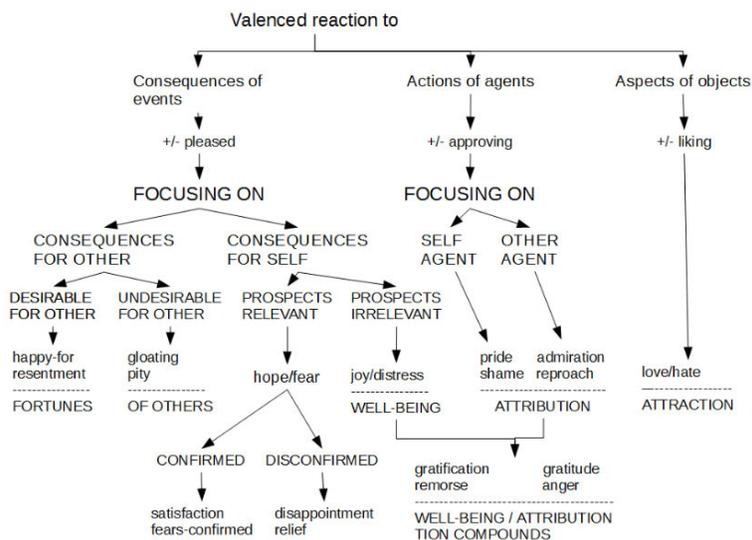 Valenced reaction to
Consequences of
events
Actions of agents
Aspects of objects
+/- pleased
+/- approving
+/- liking
FOCUSING ON
FOCUSING ON
CONSEQUENCES
FOR OTHER
CONSEQUENCES
FOR SELF
SELF
AGENT
OTHER
AGENT
DESIRABLE
FOR OTHER
UNDESIRABLE
FOR OTHER
PROSPECTS
RELEVANT
PROSPECTS
IRRELEVANT
happy-for
resentment
gloating
pity
hope/fear
joy/distress
pride
shame
admiration
reproach
love/hate
FORTUNES
OF OTHERS
WELL-BEING
ATTRIBUTION
ATTRACTION
CONFIRMED
DISCONFIRMED
gratification
remorse
gratitude
anger
satisfaction
fears-confirmed
disappointment
relief
WELL-BEING / ATTRIBUTION
TION COMPOUNDS